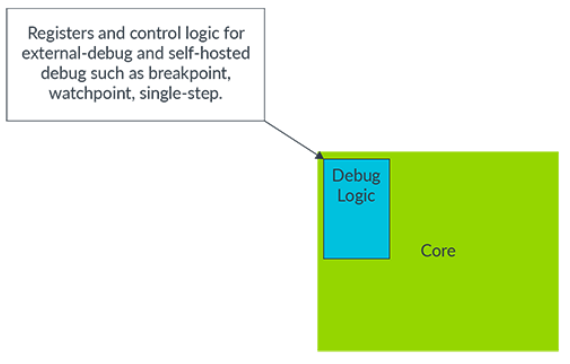 Registers and control logic for
external-debug and self-hosted
debug such as breakpoint,
watchpoint, single-step.
Debug
Logic
Core